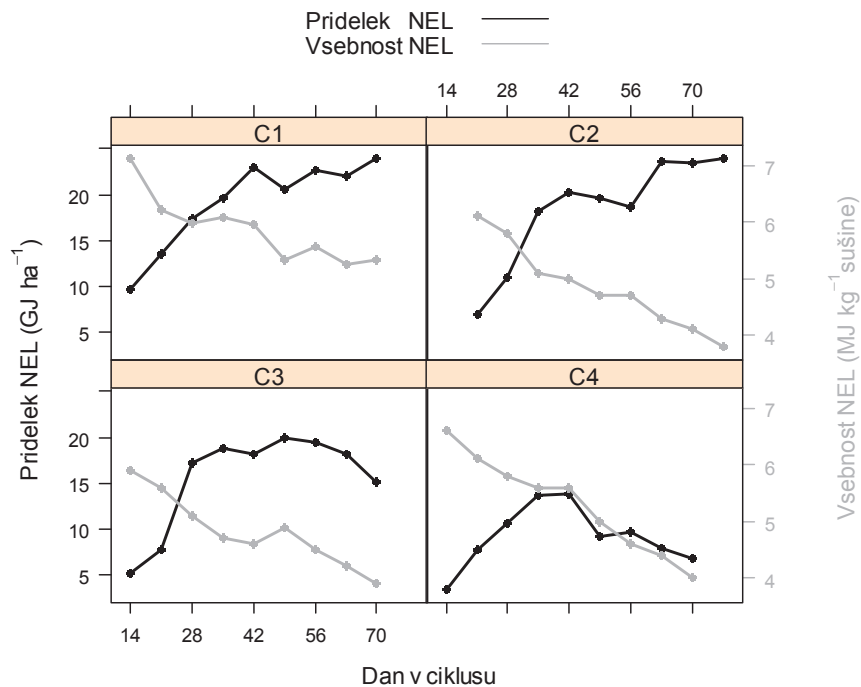 Pridelek NEL
Vsebnost NEL
14 28 42 56 70
C1 C2
20
15
10
5
7
6
5
4
C3 C4
20
15
10
5
7
6
5
4
14 28 42 56 70
Pridelek NEL (GJ ha⁻¹)
Vsebnost NEL (MJ kg⁻¹ sušine)
Dan v ciklusu